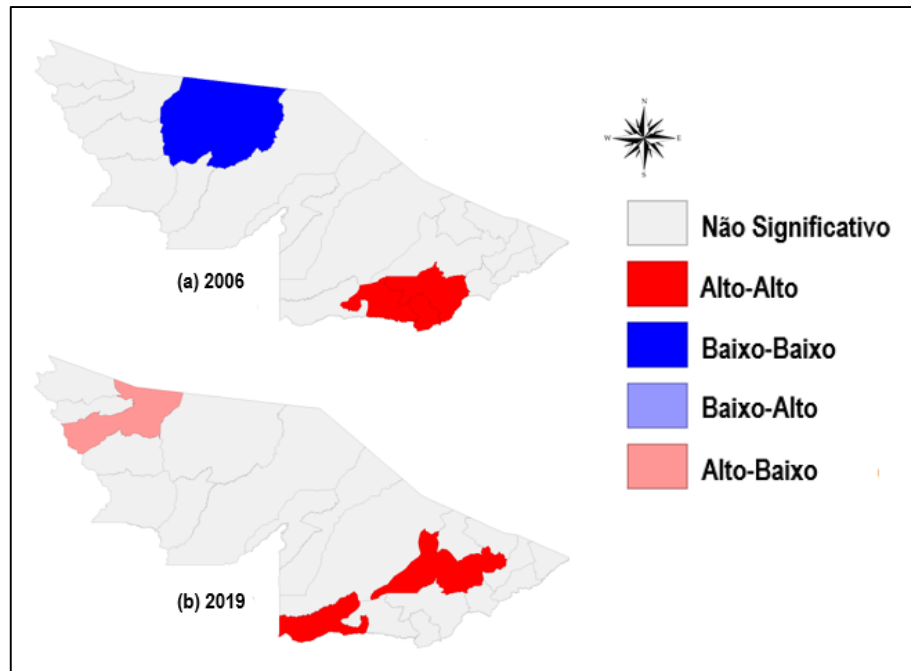 N
W
E
S
Não Significativo
(a) 2006
Alto-Alto
Baixo-Baixo
Baixo-Alto
Alto-Baixo
(b) 2019